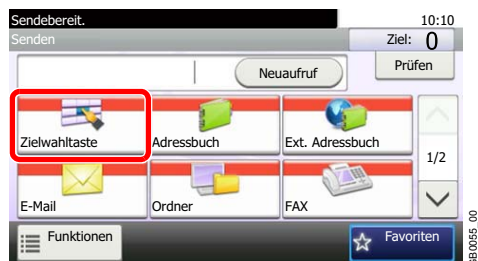 Sendebereit. 10:10
Senden Ziel: 0
Neuaufruf Prüfen
Zielwahltaste Adressbuch Ext. Adressbuch
1/2
E-Mail Ordner FAX
Funktionen Favoriten